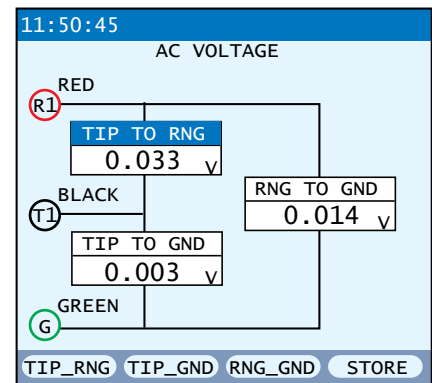 11:50:45
AC VOLTAGE
RED
R1
TIP TO RNG
0.033 V
BLACK
T1
RNG TO GND
0.014 V
TIP TO GND
0.003 V
GREEN
G
TIP_RNG TIP_GND RNG_GND STORE